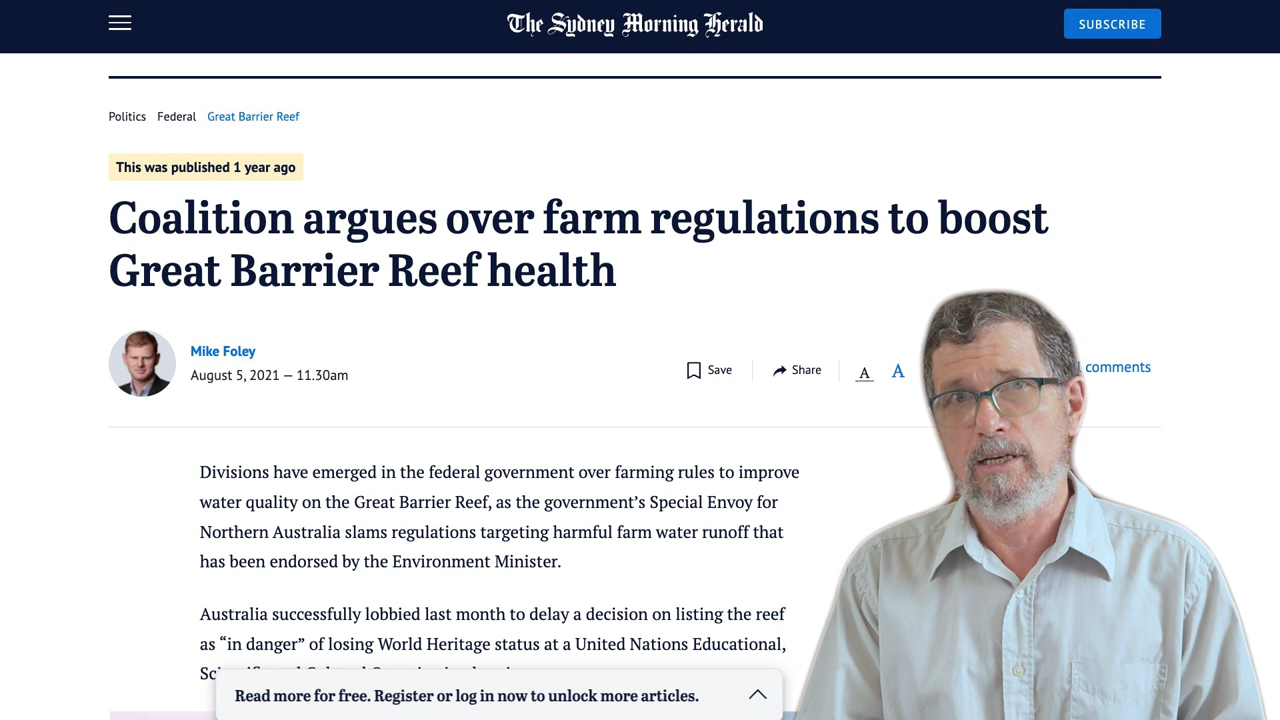 The Sydney Morning Herald
SUBSCRIBE
Politics Federal Great Barrier Reef
This was published 1 year ago
Coalition argues over farm regulations to boost
Great Barrier Reef health
Mike Foley
August 5, 2021 — 11.30am
Save Share A A comments
Divisions have emerged in the federal government over farming rules to improve
water quality on the Great Barrier Reef, as the government’s Special Envoy for
Northern Australia slams regulations targeting harmful farm water runoff that
has been endorsed by the Environment Minister.
Australia successfully lobbied last month to delay a decision on listing the reef
as “in danger” of losing World Heritage status at a United Nations Educational,
Read more for free. Register or log in now to unlock more articles.